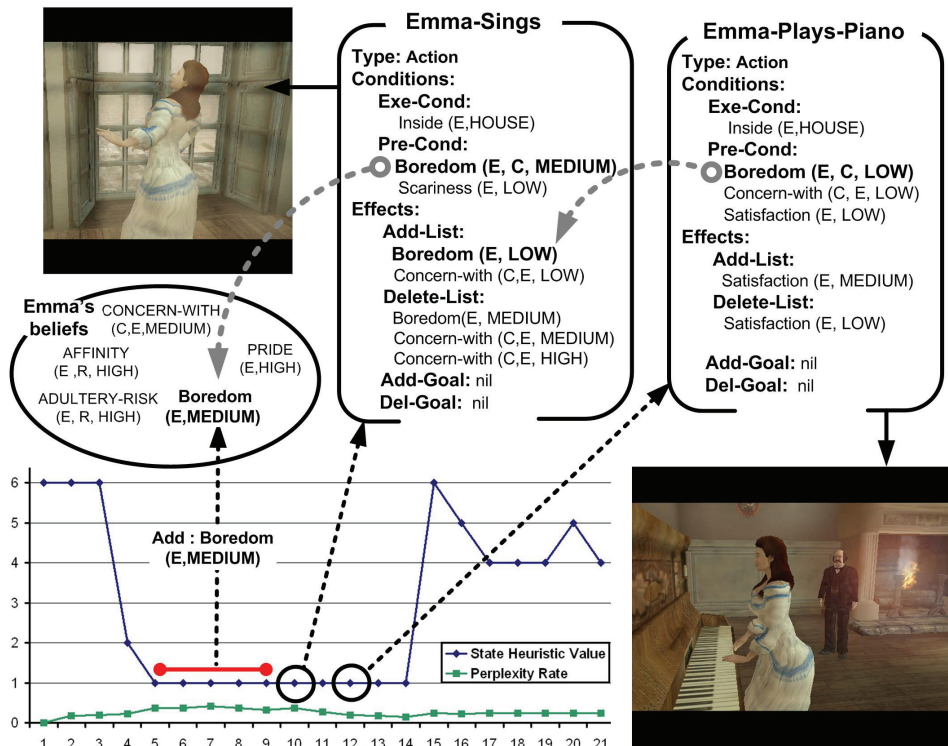 Emma-Sings
Type: Action
Conditions:
Exe-Cond:
Inside (E,HOUSE)
Pre-Cond:
Boredom (E, C, MEDIUM)
Scariness (E, LOW)
Effects:
Add-List:
Boredom (E, LOW)
Concern-with (C,E, LOW)
Delete-List:
Boredom(E, MEDIUM)
Concern-with (C,E, MEDIUM)
Concern-with (C,E, HIGH)
Add-Goal: nil
Del-Goal: nil
Emma-Plays-Piano
Type: Action
Conditions:
Exe-Cond:
Inside (E,HOUSE)
Pre-Cond:
Boredom (E, C, LOW)
Concern-with (C, E, LOW)
Satisfaction (E, LOW)
Effects:
Add-List:
Satisfaction (E, MEDIUM)
Delete-List:
Satisfaction (E, LOW)
Add-Goal: nil
Del-Goal: nil
Emma's
beliefs
CONCERN-WITH
(C,E,MEDIUM)
AFFINITY
(E ,R, HIGH)
PRIDE
(E,HIGH)
ADULTERY-RISK
(E, R, HIGH)
Boredom
(E,MEDIUM)
Add : Boredom
(E,MEDIUM)
6
5
4
3
2
1
0
State Heuristic Value
Perplexity Rate
1 2 3 4 5 6 7 8 9 10 11 12 13 14 15 16 17 18 19 20 21